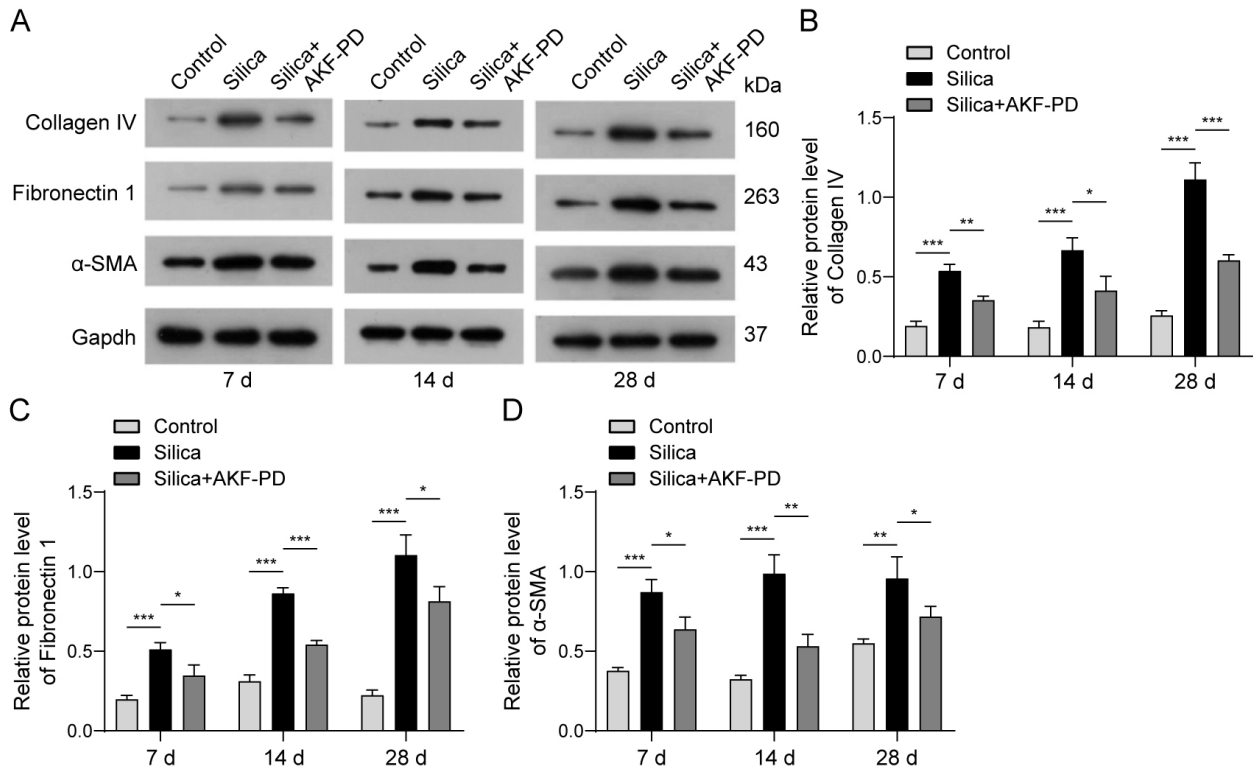 A
Control
Silica
Silica+
AKF-PD
Control
Silica
Silica+
AKF-PD
Control
Silica
Silica+
AKF-PD
kDa
Collagen IV
160
Fibronectin 1
263
α-SMA
43
Gapdh
37
7 d
14 d
28 d
B
Control
Silica
Silica+AKF-PD
Relative protein level
of Collagen IV
1.5
1.0
0.5
0.0
***
**
***
*
***
***
7 d
14 d
28 d
C
Control
Silica
Silica+AKF-PD
Relative protein level
of Fibronectin 1
1.5
1.0
0.5
0.0
***
*
***
***
***
*
7 d
14 d
28 d
D
Control
Silica
Silica+AKF-PD
Relative protein level
of α-SMA
1.5
1.0
0.5
0.0
***
*
***
**
**
*
7 d
14 d
28 d